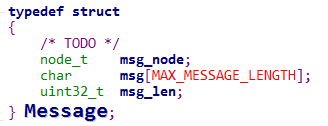 typedef struct
{
    /* TODO */
    node_t    msg_node;
    char      msg[MAX_MESSAGE_LENGTH];
    uint32_t  msg_len;
} Message;